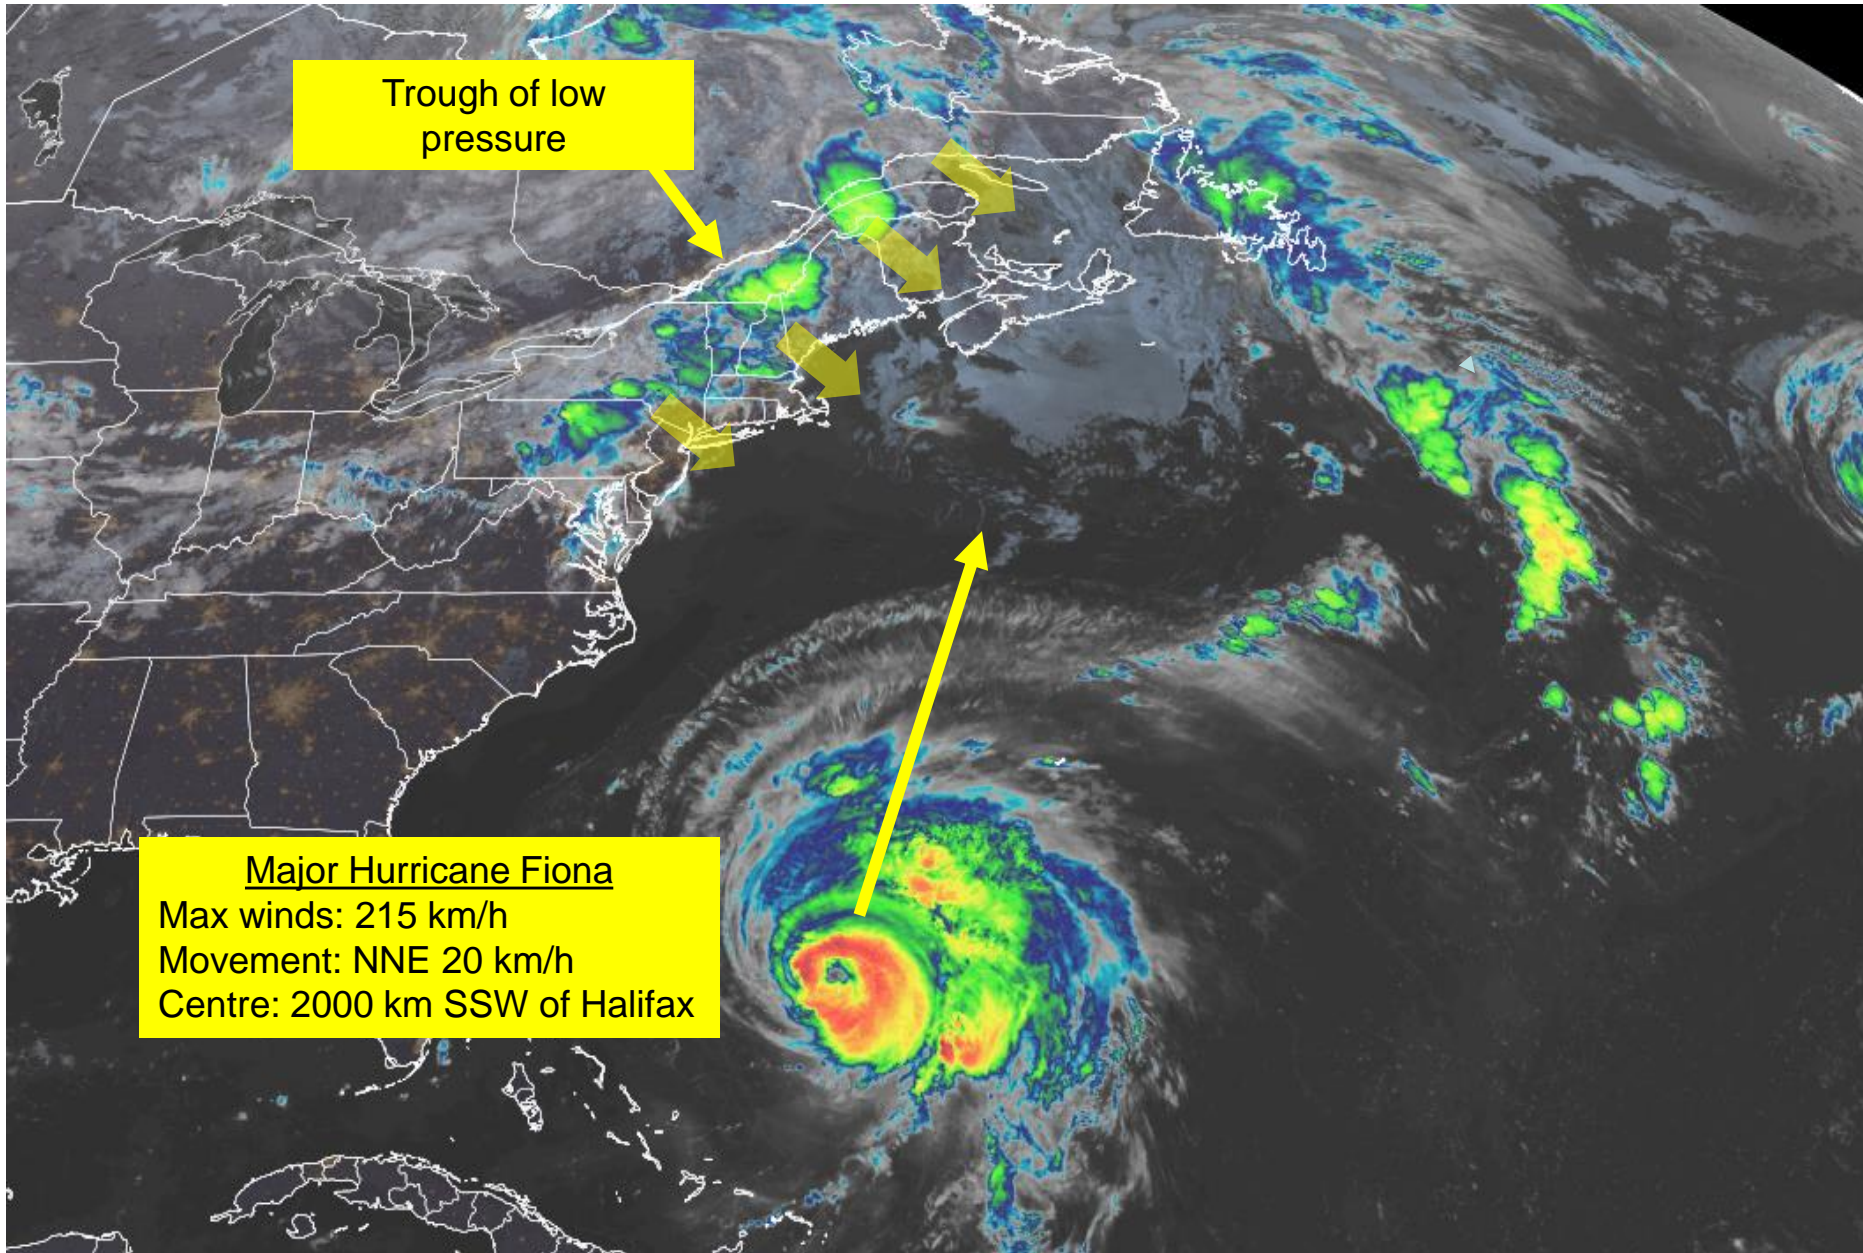 Trough of low
pressure
Major Hurricane Fiona
Max winds: 215 km/h
Movement: NNE 20 km/h
Centre: 2000 km SSW of Halifax